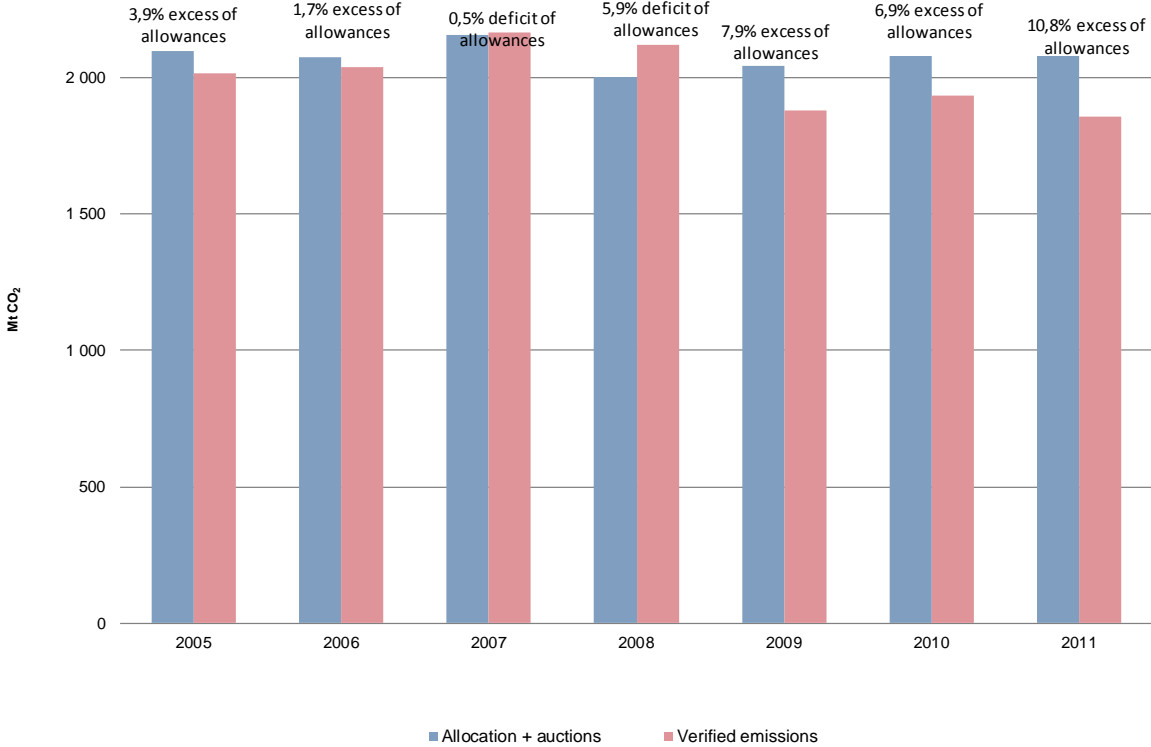 3,9% excess of
allowances
1,7% excess of
allowances
0,5% deficit of
allowances
5,9% deficit of
allowances
7,9% excess of
allowances
6,9% excess of
allowances
10,8% excess of
allowances
2 000
1 500
1 000
500
0
Mt CO₂
2005
2006
2007
2008
2009
2010
2011
Allocation + auctions
Verified emissions